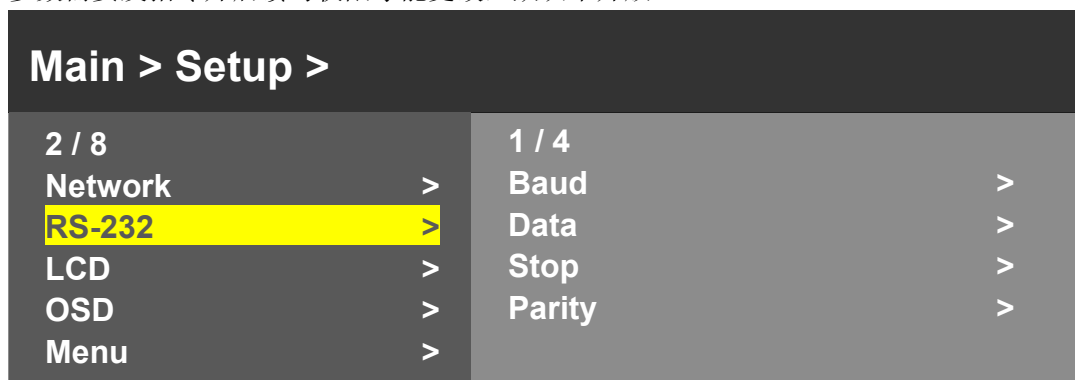 Main > Setup >
2 / 8
Network >
RS-232 >
LCD >
OSD >
Menu >
1 / 4
Baud >
Data >
Stop >
Parity >